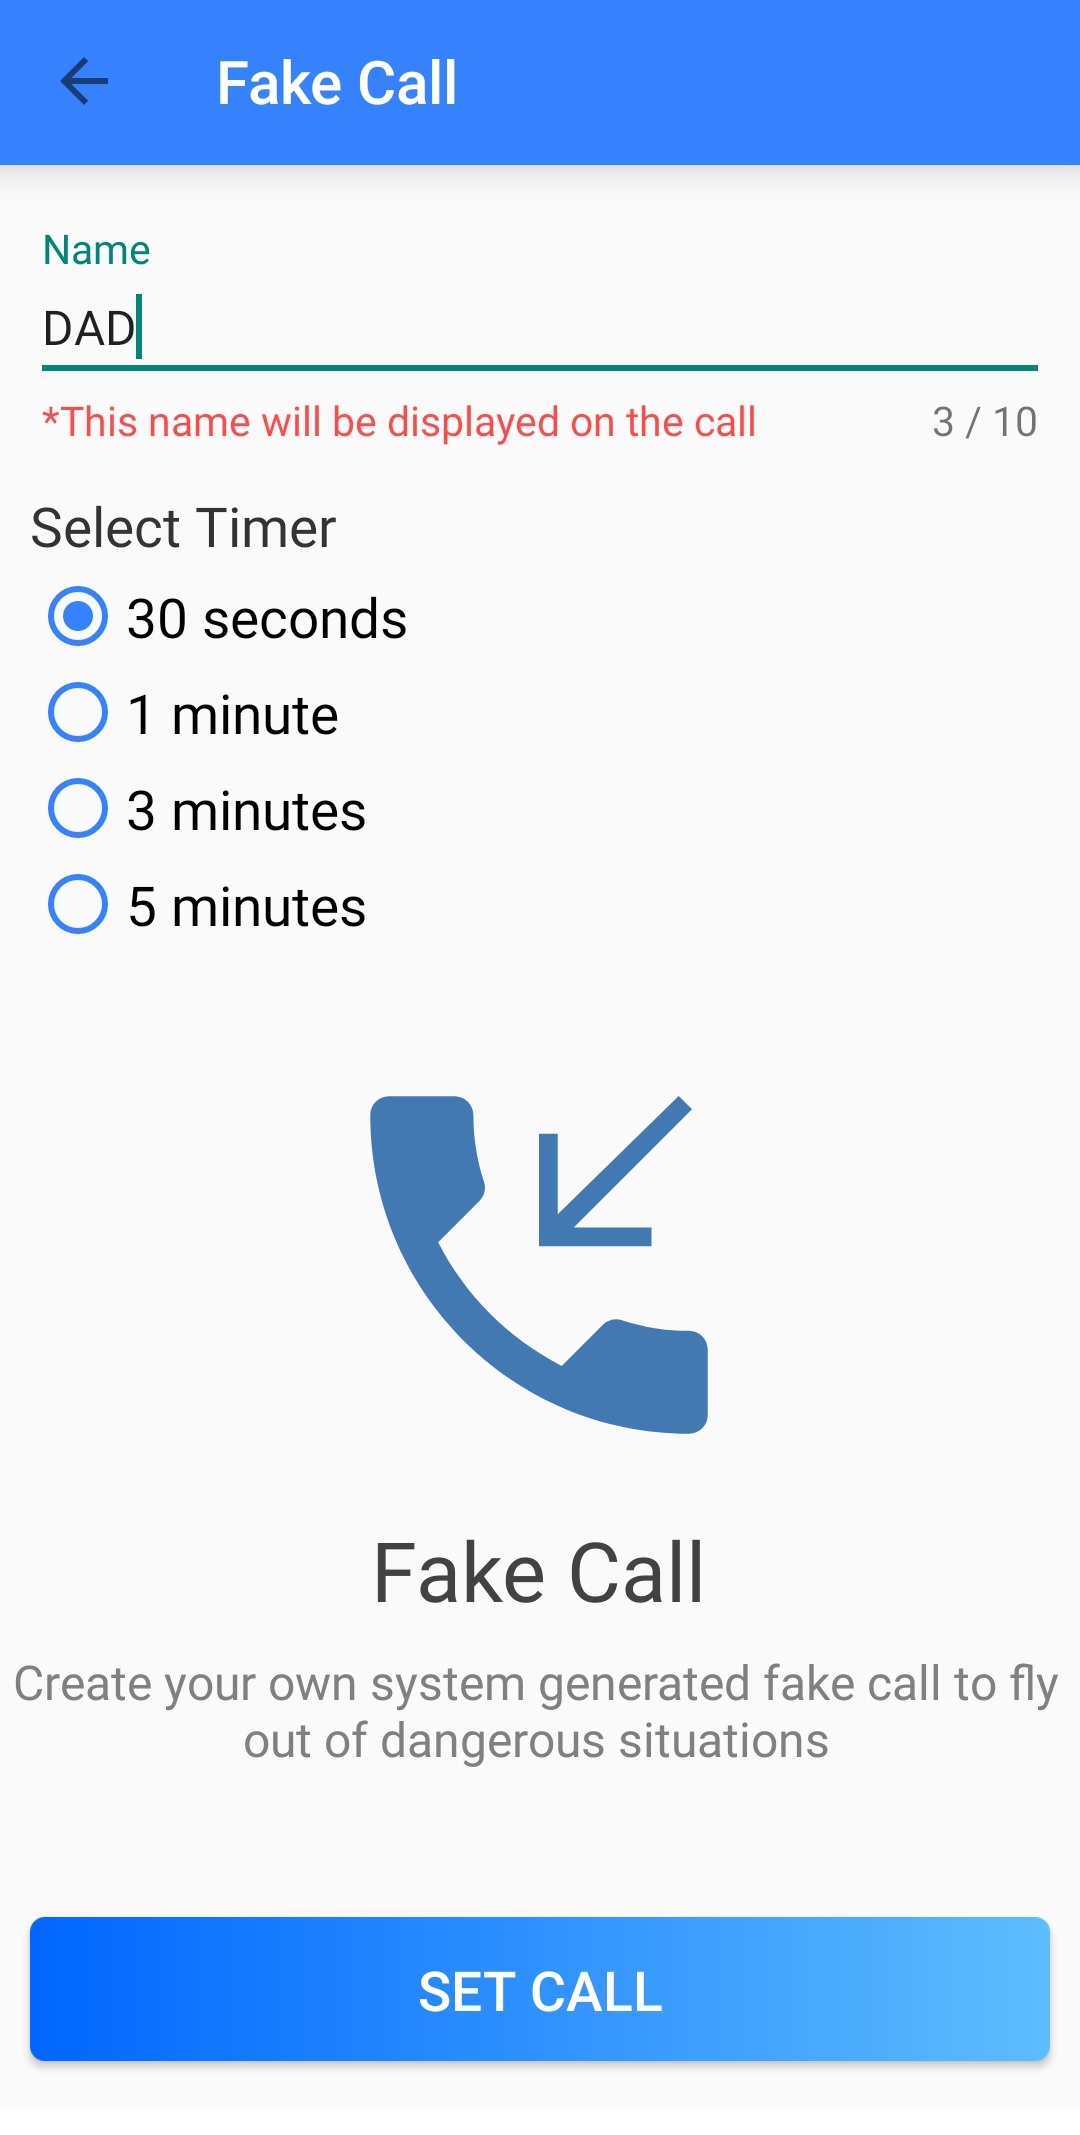 Fake Call
Name
DAD
*This name will be displayed on the call 3 / 10
Select Timer
30 seconds
1 minute
3 minutes
5 minutes
Fake Call
Create your own system generated fake call to fly
out of dangerous situations
SET CALL